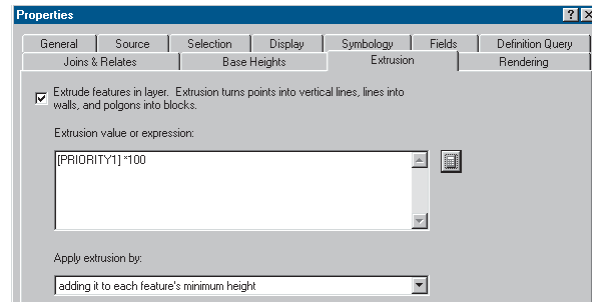 Properties
General Source Selection Display Symbology Fields Definition Query
Joins & Relates Base Heights Extrusion Rendering
Extrude features in layer. Extrusion turns points into vertical lines, lines into
walls, and polgons into blocks.
Extrusion value or expression:
[PRIORITY1] *100
Apply extrusion by:
adding it to each feature's minimum height